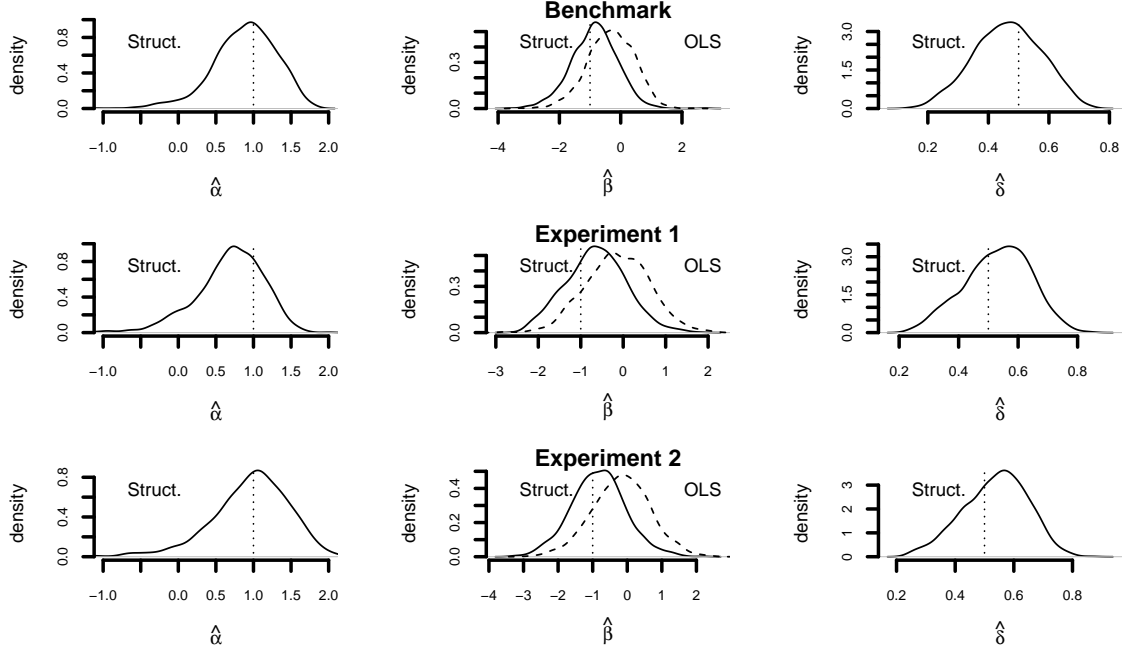 Benchmark
density
0.0 0.4 0.8
Struct.
−1.0 0.0 0.5 1.0 1.5 2.0
α̂
density
0.0 0.3
Struct. OLS
−4 −2 0 2
β̂
density
0.0 1.5 3.0
Struct.
0.2 0.4 0.6 0.8
δ̂
Experiment 1
density
0.0 0.4 0.8
Struct.
−1.0 0.0 0.5 1.0 1.5 2.0
α̂
density
0.0 0.3
Struct. OLS
−3 −2 −1 0 1 2
β̂
density
0.0 1.5 3.0
Struct.
0.2 0.4 0.6 0.8
δ̂
Experiment 2
density
0.0 0.4 0.8
Struct.
−1.0 0.0 0.5 1.0 1.5 2.0
α̂
density
0.0 0.2 0.4
Struct. OLS
−4 −3 −2 −1 0 1 2
β̂
density
0 1 2 3
Struct.
0.2 0.4 0.6 0.8
δ̂